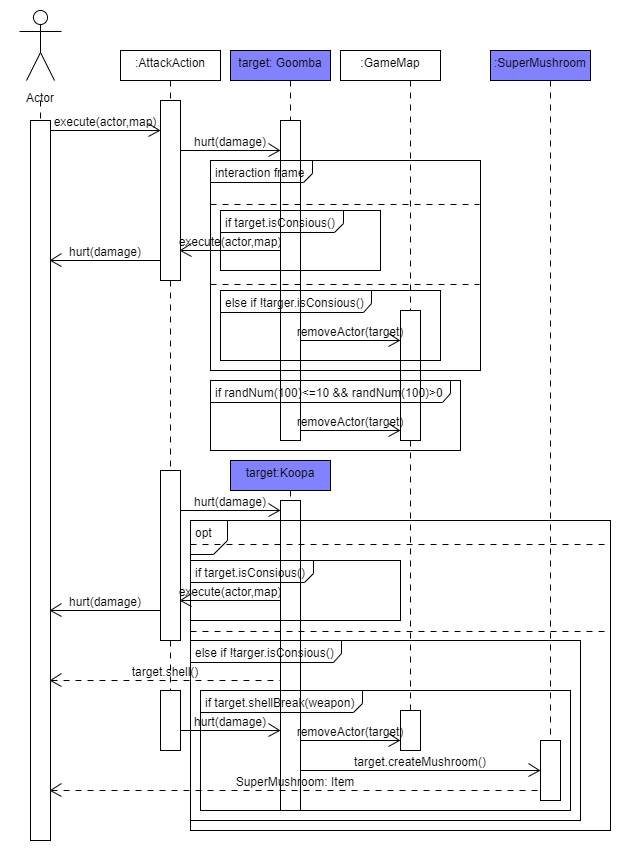 Actor
:AttackAction
target: Goomba
:GameMap
:SuperMushroom
execute(actor,map)
hurt(damage)
interaction frame
if target.isConsious()
execute(actor,map)
hurt(damage)
else if !targer.isConsious()
removeActor(target)
if randNum(100)<=10 && randNum(100)>0
removeActor(target)
target:Koopa
hurt(damage)
opt
if target.isConsious()
execute(actor,map)
hurt(damage)
else if !targer.isConsious()
target.shell()
if target.shellBreak(weapon)
hurt(damage)
removeActor(target)
target.createMushroom()
SuperMushroom: Item